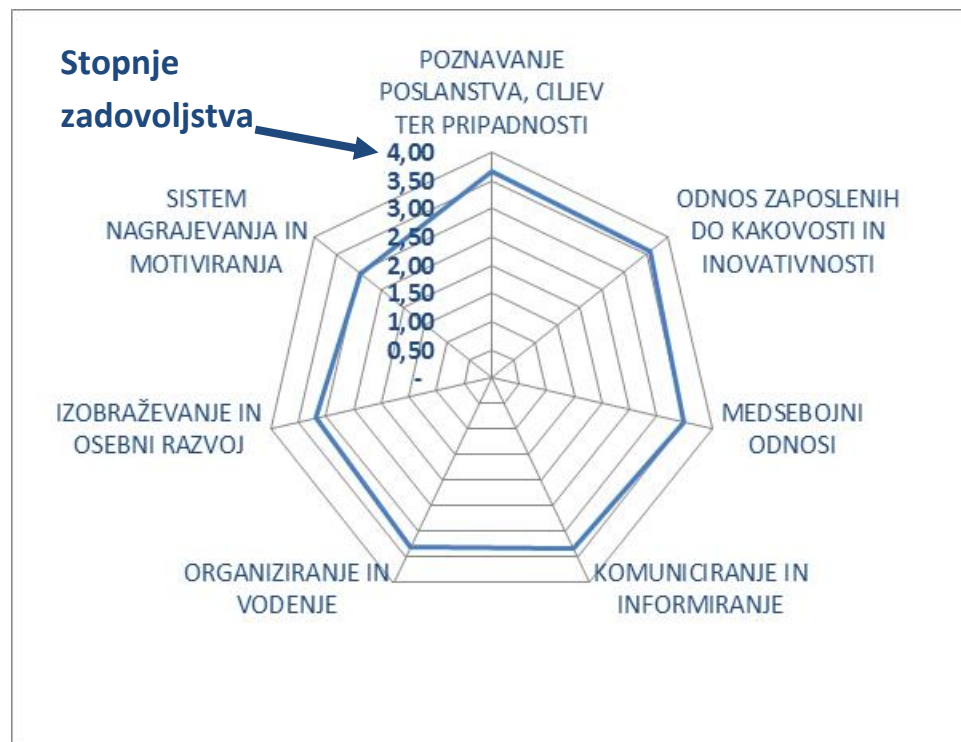 Stopnje
zadovoljstva
POZNAVANJE
POSLANSTVA, CILJEV
TER PRIPADNOSTI
4,00
3,50
3,00
2,50
2,00
1,50
1,00
0,50
-
ODNOS ZAPOSLENIH
DO KAKOVOSTI IN
INOVATIVNOSTI
MEDSEBOJNI
ODNOSI
KOMUNICIRANJE IN
INFORMIRANJE
ORGANIZIRANJE IN
VODENJE
IZOBRAŽEVANJE IN
OSEBNI RAZVOJ
SISTEM
NAGRAJEVANJA IN
MOTIVIRANJA